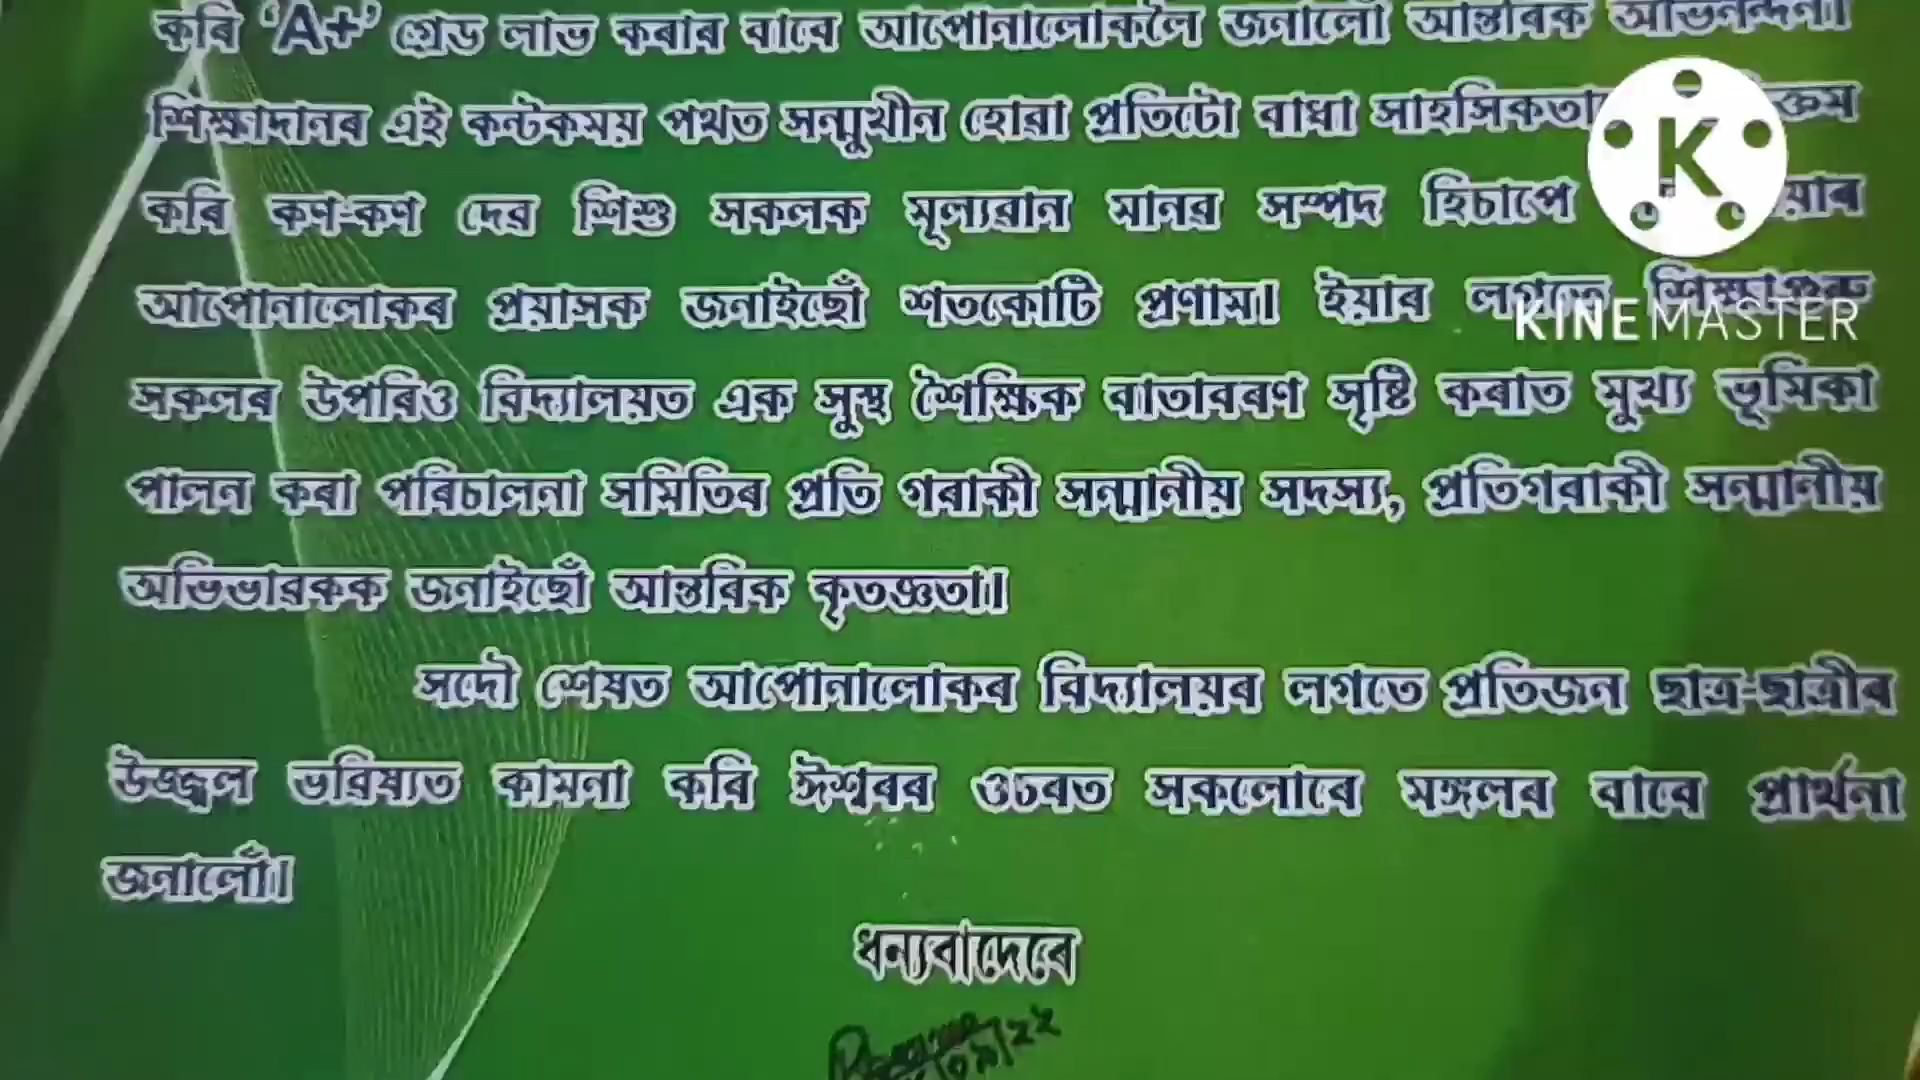 কৰি ‘A+’ গ্ৰেড লাভ কৰাৰ বাবে আপোনালোকলৈ জনালোঁ আন্তৰিক অভিনন্দন।
শিক্ষাদানৰ এই কন্টকময় পথত সন্মুখীন হোৱা প্ৰতিটো বাধা
কৰি কণ-কণ দেৱ শিশু সকলক মূল্যৱান মানৱ সম্পদ হিচাপে
আপোনালোকৰ প্ৰয়াসক জনাইছোঁ শতকোটি প্ৰণাম। ইয়াৰ লগতে শিক্ষাগুৰু
KINEMASTER
সকলৰ উপৰিও বিদ্যালয়ত এক সুস্থ শৈক্ষিক বাতাবৰণ সৃষ্টি কৰাত মুখ্য ভূমিকা
পালন কৰা পৰিচালনা সমিতিৰ প্ৰতি গৰাকী সন্মানীয় সদস্য, প্ৰতিগৰাকী সন্মানীয়
অভিভাৱকক জনাইছোঁ আন্তৰিক কৃতজ্ঞতা।
সদৌ শেষত আপোনালোকৰ বিদ্যালয়ৰ লগতে প্ৰতিজন ছাত্ৰ-ছাত্ৰীৰ
উজ্জ্বল ভৱিষ্যত কামনা কৰি ঈশ্বৰৰ ওচৰত সকলোৰে মঙ্গলৰ বাবে প্ৰাৰ্থনা
জনালোঁ।
ধন্যবাদেৰে